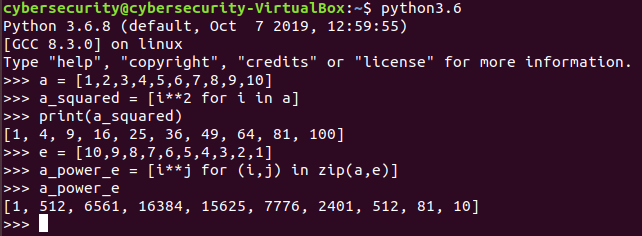 cybersecurity@cybersecurity-VirtualBox:~$ python3.6
Python 3.6.8 (default, Oct  7 2019, 12:59:55)
[GCC 8.3.0] on linux
Type "help", "copyright", "credits" or "license" for more information.
>>> a = [1,2,3,4,5,6,7,8,9,10]
>>> a_squared = [i**2 for i in a]
>>> print(a_squared)
[1, 4, 9, 16, 25, 36, 49, 64, 81, 100]
>>> e = [10,9,8,7,6,5,4,3,2,1]
>>> a_power_e = [i**j for (i,j) in zip(a,e)]
>>> a_power_e
[1, 512, 6561, 16384, 15625, 7776, 2401, 512, 81, 10]
>>>